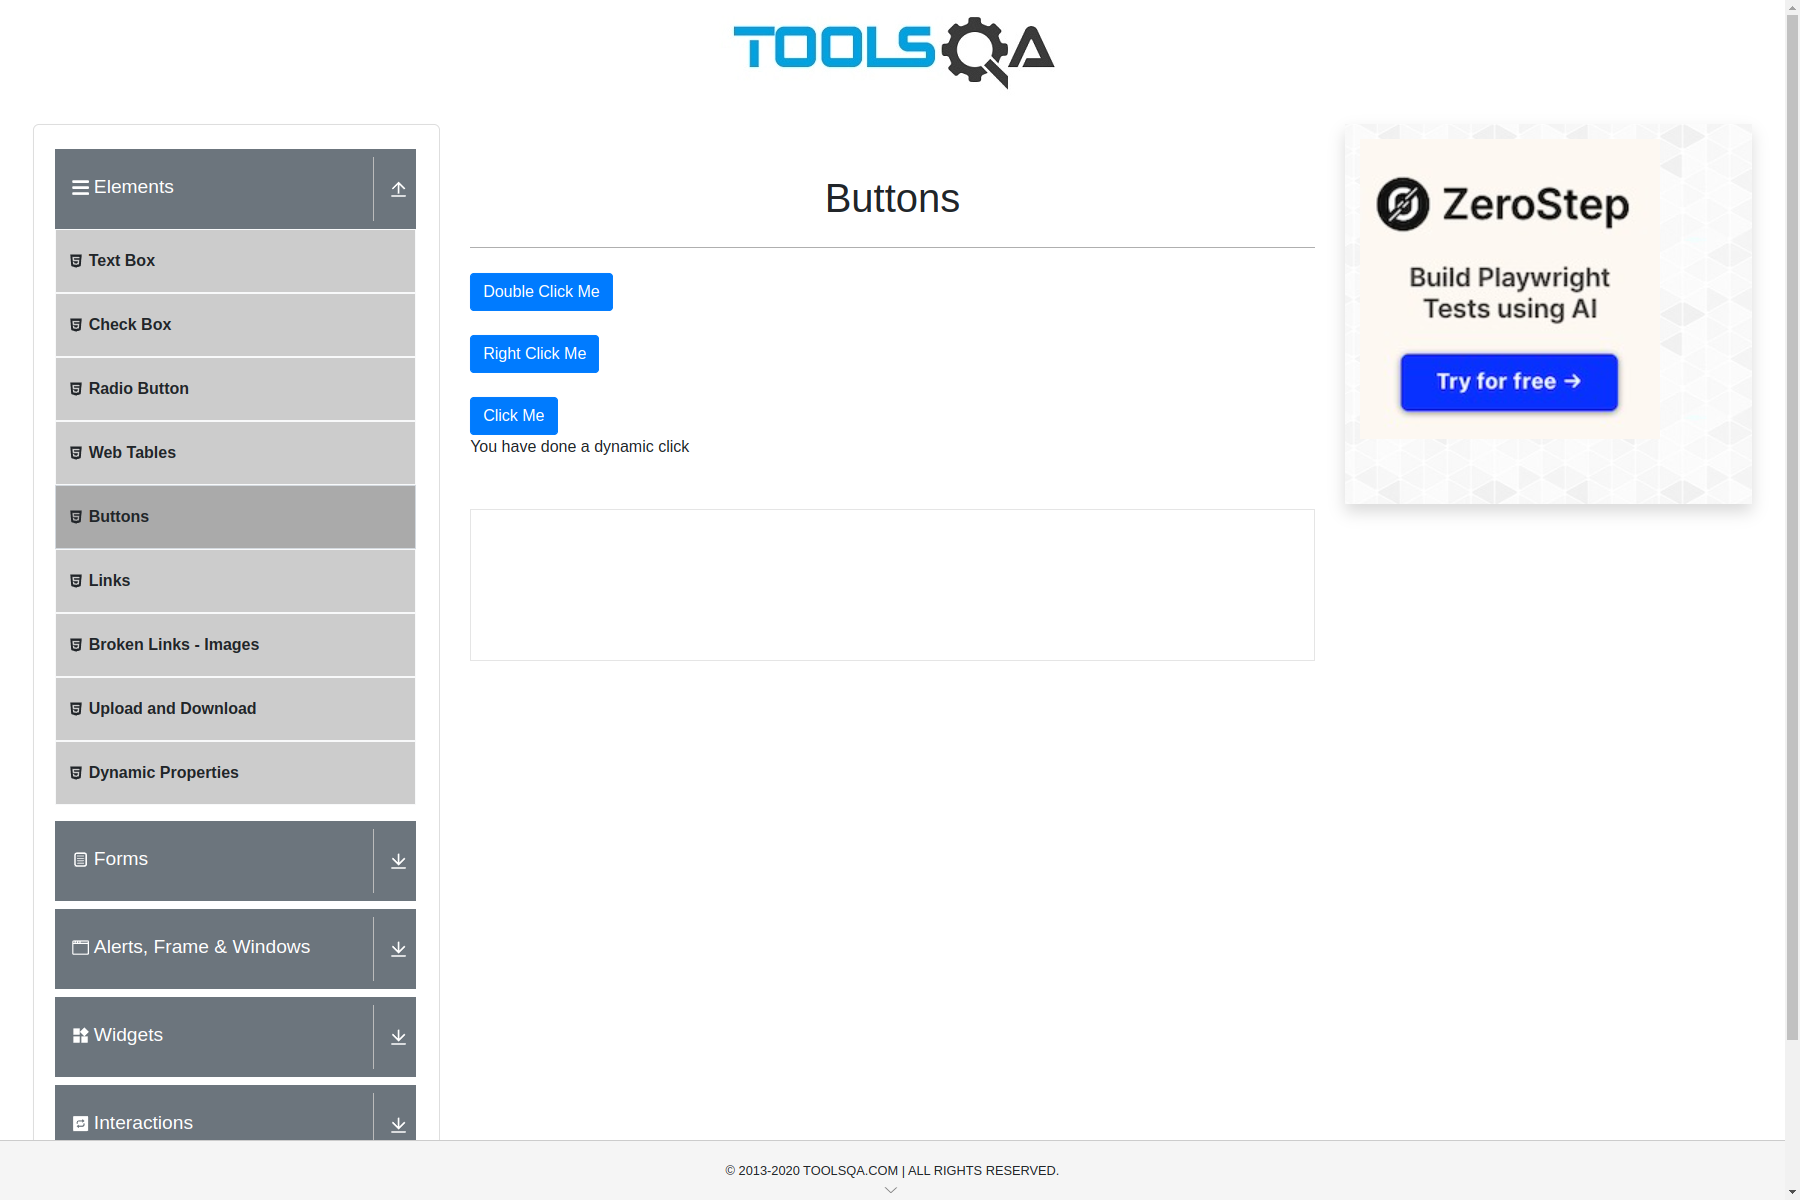 TOOLSQA
Elements
Text Box
Check Box
Radio Button
Web Tables
Buttons
Links
Broken Links - Images
Upload and Download
Dynamic Properties
Forms
Alerts, Frame & Windows
Widgets
Interactions
Buttons
Double Click Me
Right Click Me
Click Me
You have done a dynamic click
ZeroStep
Build Playwright
Tests using AI
Try for free →
© 2013-2020 TOOLSQA.COM | ALL RIGHTS RESERVED.